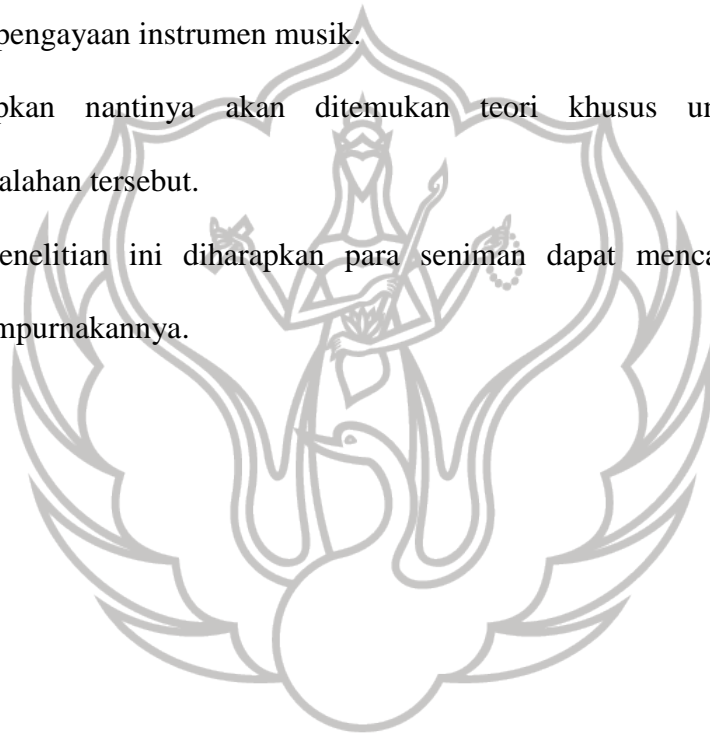 pengayaan instrumen musik.
pkan nantinya akan ditemukan teori khusus un
alahan tersebut.
enelitian ini diharapkan para seniman dapat menca
mpurnakannya.